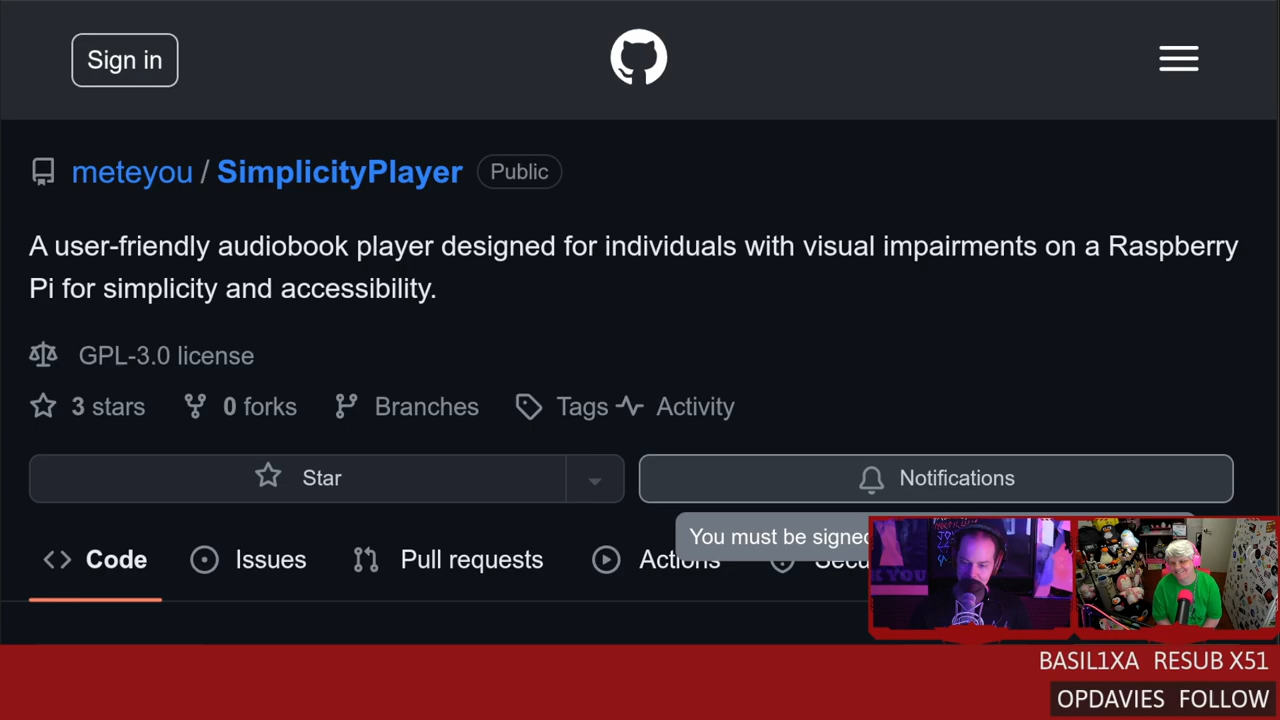 Sign in
meteyou / SimplicityPlayer Public
A user-friendly audiobook player designed for individuals with visual impairments on a Raspberry
Pi for simplicity and accessibility.
GPL-3.0 license
3 stars 0 forks Branches Tags Activity
Star Notifications
You must be signed
Code Issues Pull requests Actions Secu
K YOU
BASIL1XA RESUB X51
OPDAVIES FOLLOW